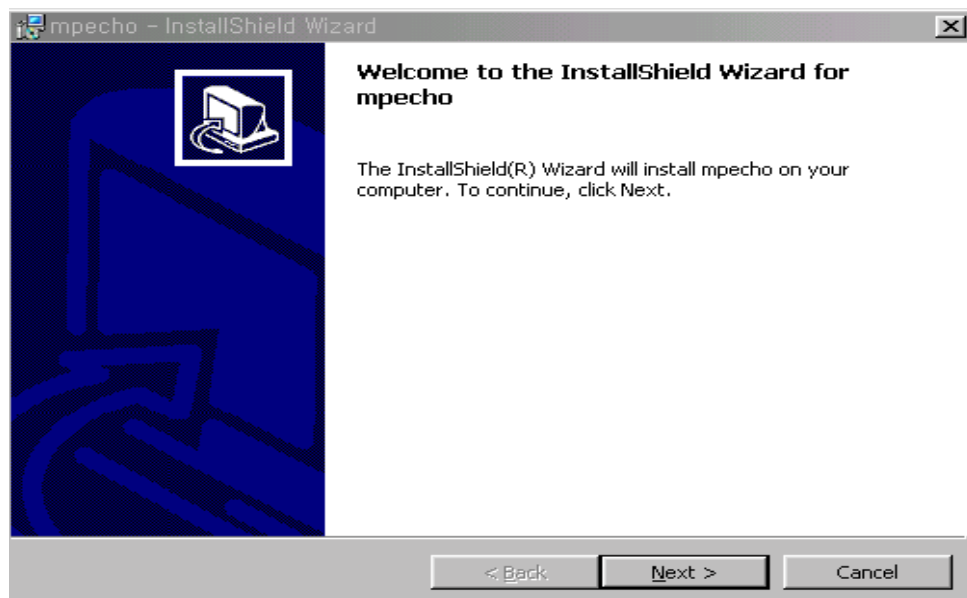 mpecho - InstallShield Wizard
Welcome to the InstallShield Wizard for
mpecho
The InstallShield(R) Wizard will install mpecho on your
computer. To continue, click Next.
< Back
Next >
Cancel